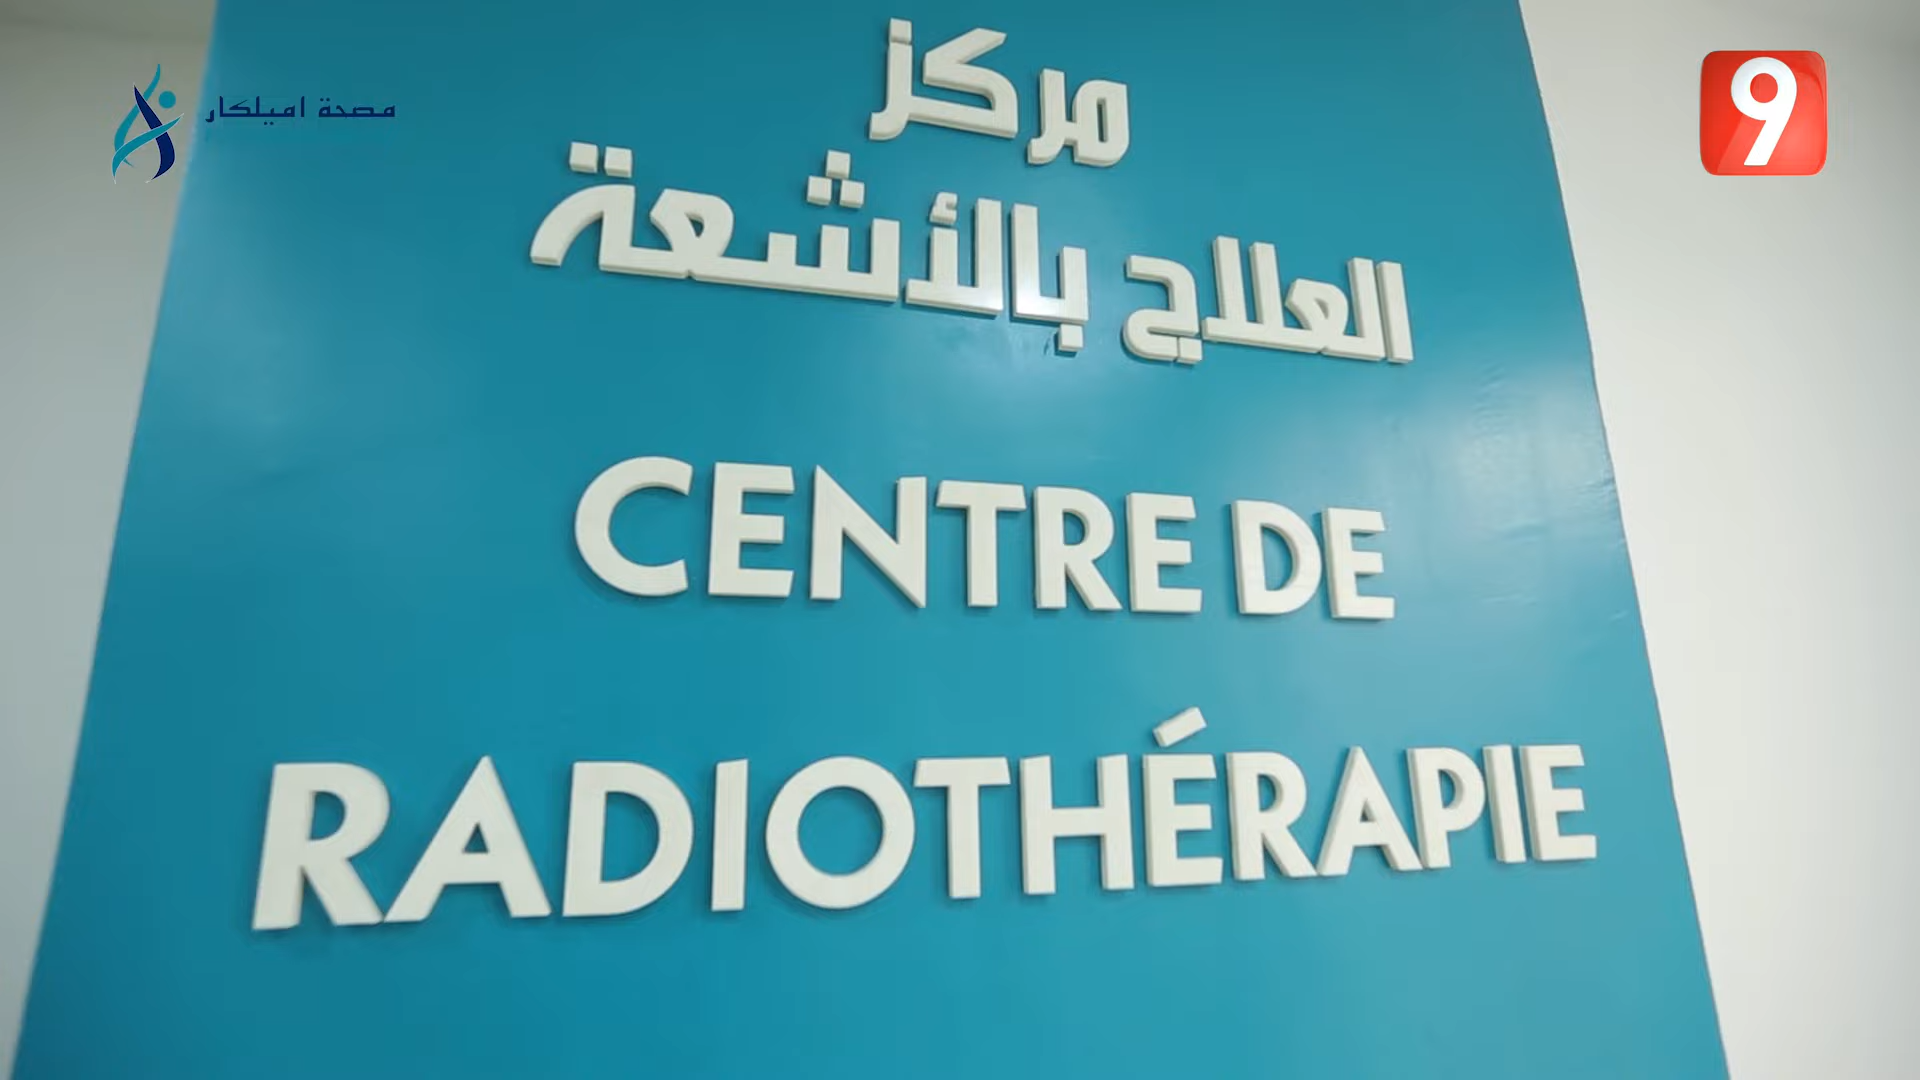 مصحة اميلكار
9
مركز
العلاج بالأشعة
CENTRE DE
RADIOTHÉRAPIE